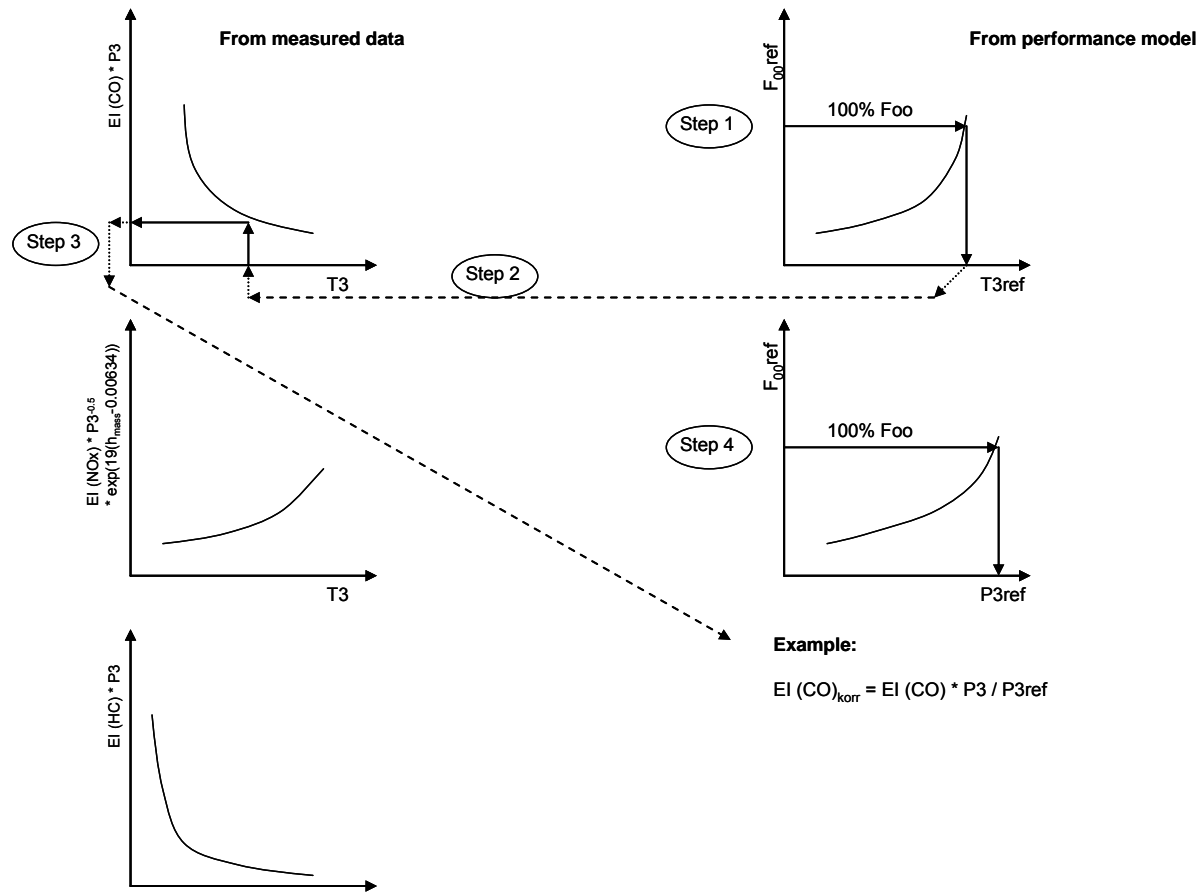 From measured data
EI (CO) * P3
Step 3
T3
Step 2
From performance model
F00ref
Step 1
100% Foo
T3ref
EI (NOx) * P3-0.5
* exp(19(hmass-0.00634))
T3
F00ref
Step 4
100% Foo
P3ref
EI (HC) * P3
Example:
EI (CO)korr = EI (CO) * P3 / P3ref